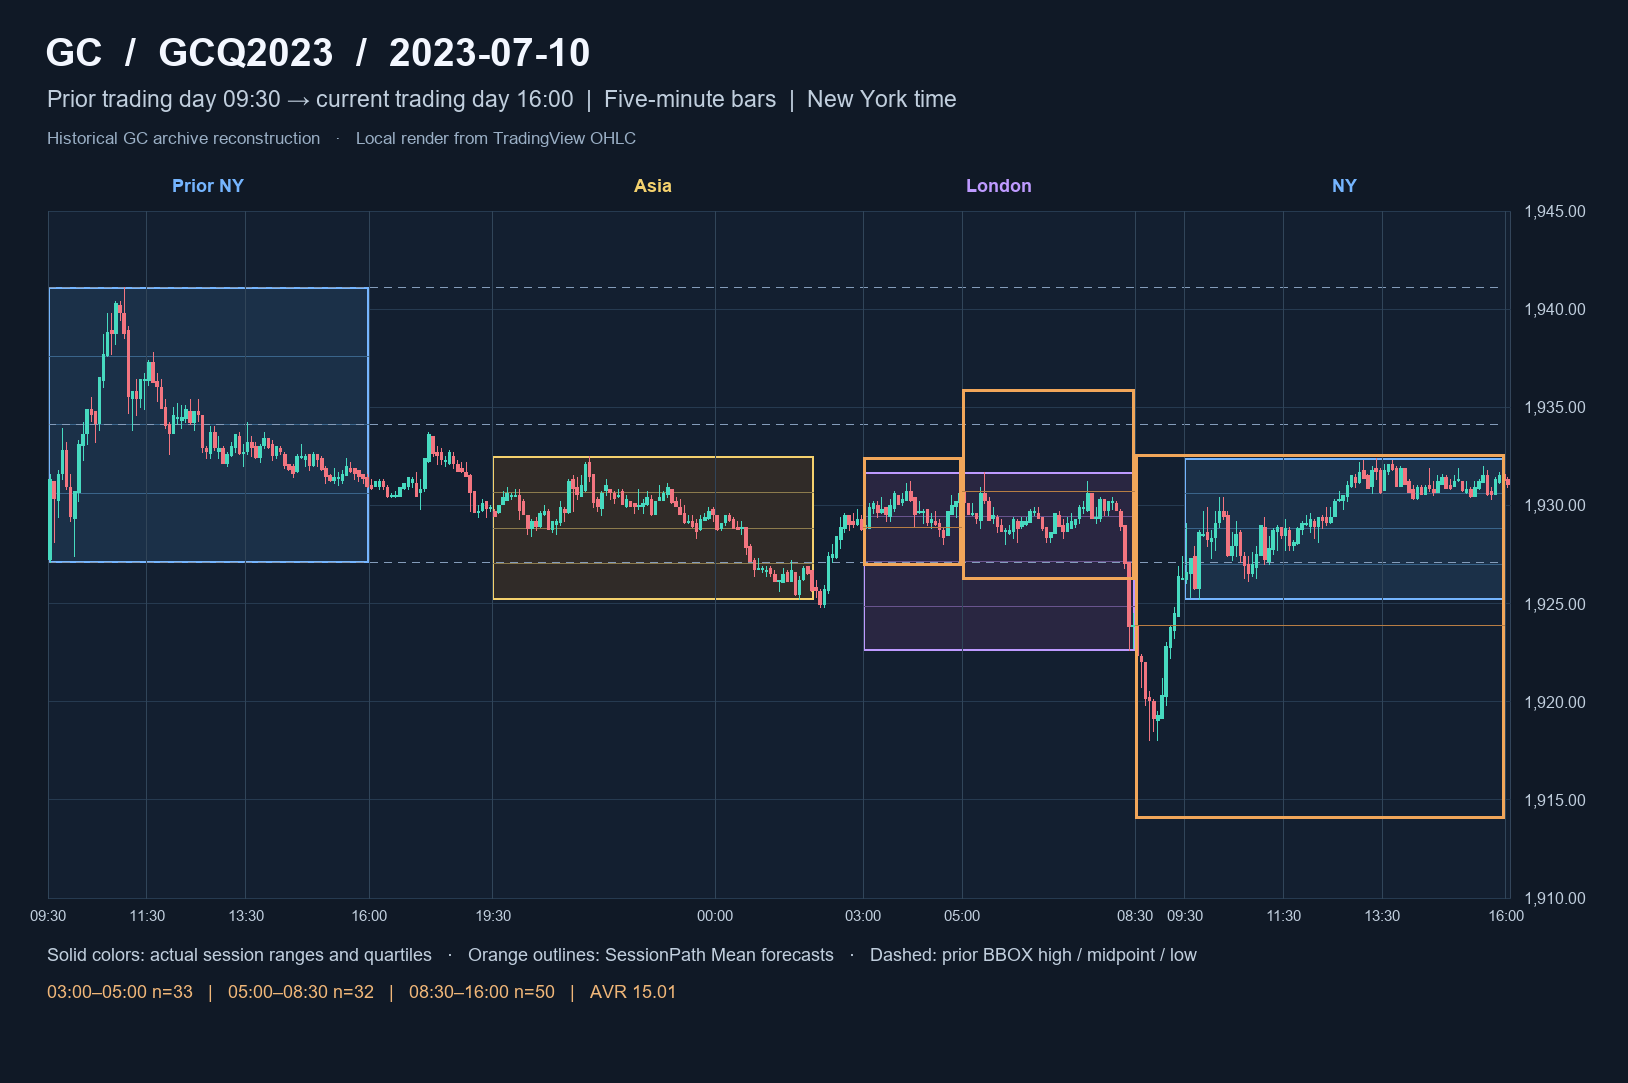 GC / GCQ2023 / 2023-07-10
Prior trading day 09:30 → current trading day 16:00 | Five-minute bars | New York time
Historical GC archive reconstruction · Local render from TradingView OHLC
Prior NY Asia London NY
1,945.00
1,940.00
1,935.00
1,930.00
1,925.00
1,920.00
1,915.00
1,910.00
09:30 11:30 13:30 16:00 19:30 00:00 03:00 05:00 08:30 09:30 11:30 13:30 16:00
Solid colors: actual session ranges and quartiles · Orange outlines: SessionPath Mean forecasts · Dashed: prior BBOX high / midpoint / low
03:00–05:00 n=33 | 05:00–08:30 n=32 | 08:30–16:00 n=50 | AVR 15.01